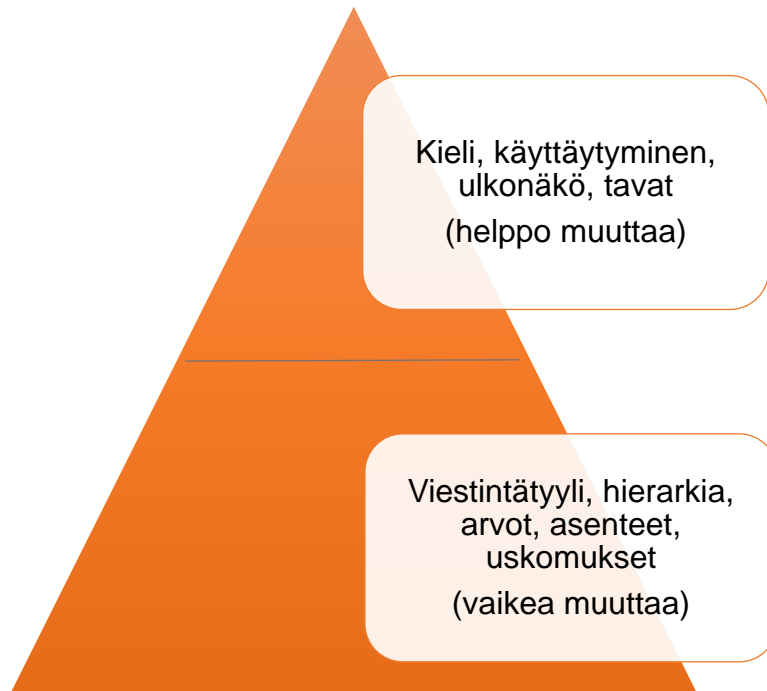 Kieli, käyttäytyminen,
ulkonäkö, tavat
(helppo muuttaa)
Viestintätyyli, hierarkia,
arvot, asenteet,
uskomukset
(vaikea muuttaa)